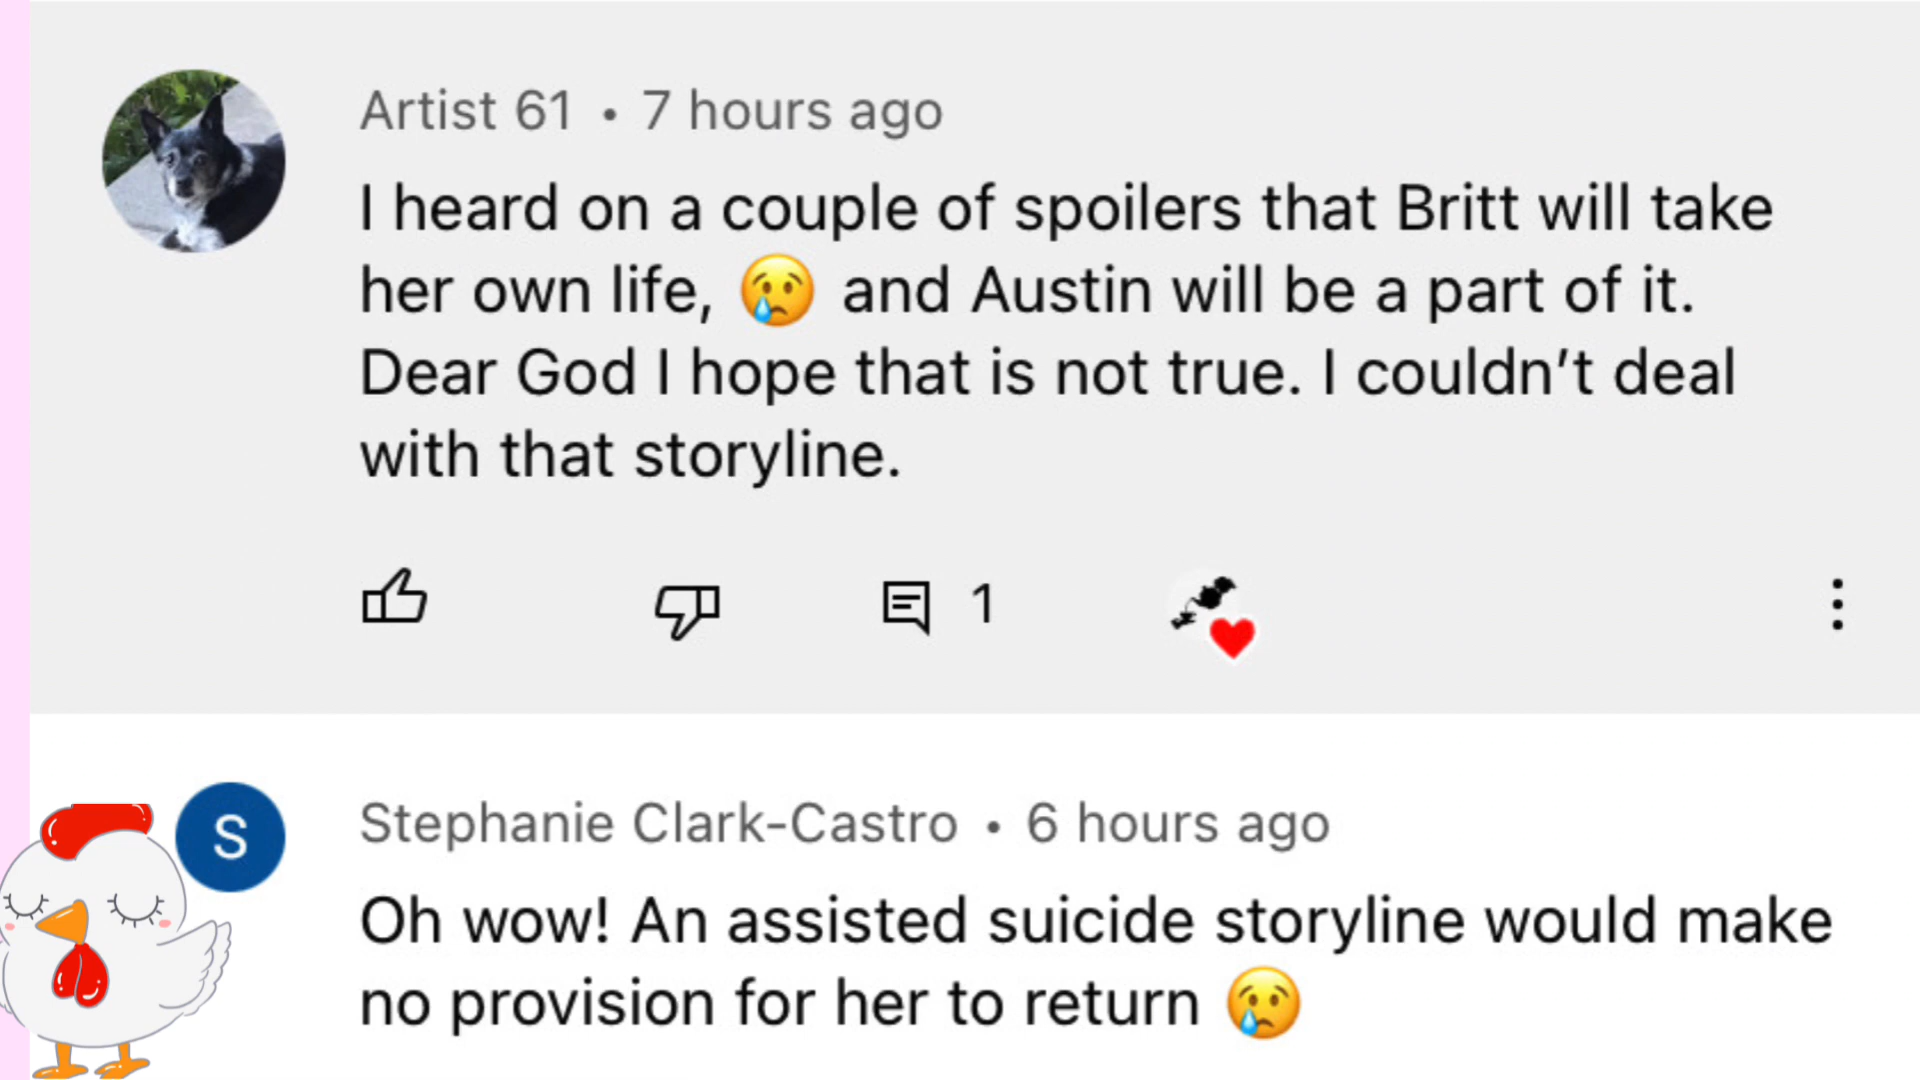 Artist 61 • 7 hours ago
I heard on a couple of spoilers that Britt will take
her own life, 😢 and Austin will be a part of it.
Dear God I hope that is not true. I couldn't deal
with that storyline.
1
S
Stephanie Clark-Castro • 6 hours ago
Oh wow! An assisted suicide storyline would make
no provision for her to return 😢